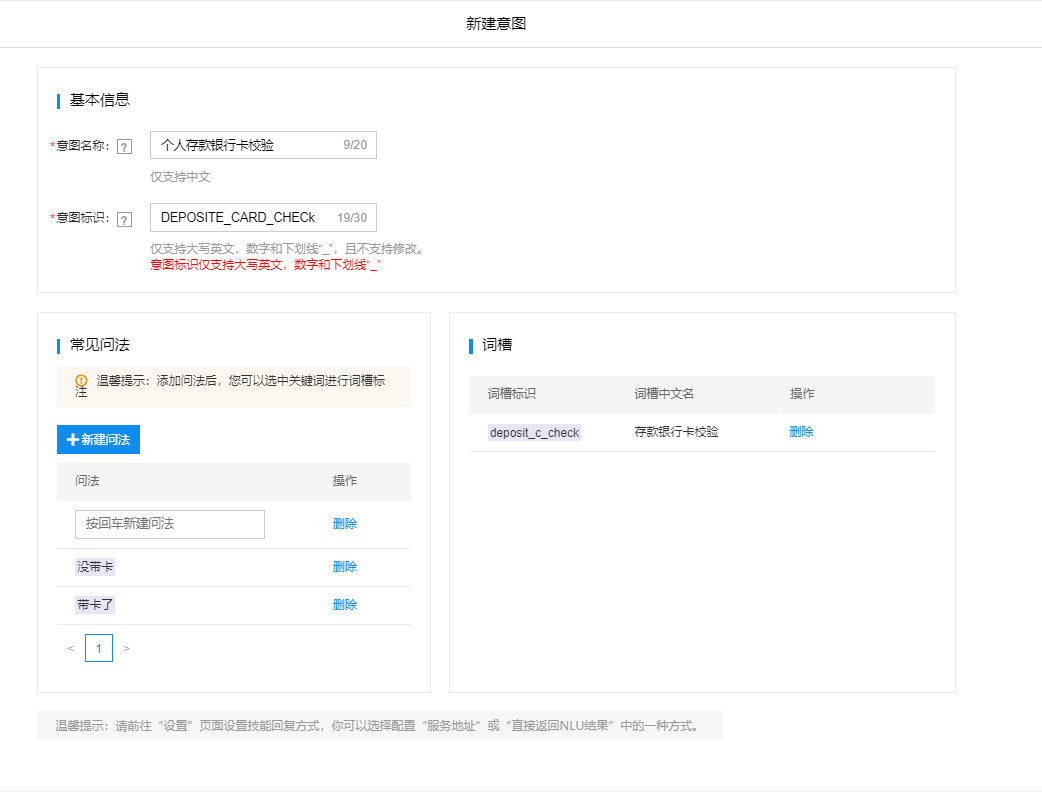 新建意图
基本信息
*意图名称: ? 个人存款银行卡校验 9/20
仅支持中文
*意图标识: ? DEPOSITE_CARD_CHECk 19/30
仅支持大写英文，数字和下划线“_”，且不支持修改。
意图标识仅支持大写英文，数字和下划线“_”
常见问法
温馨提示：添加问法后，您可以选中关键词进行词槽标
注
新建问法
问法 操作
按回车新建问法 删除
没带卡 删除
带卡了 删除
< 1 >
词槽
词槽标识 词槽中文名 操作
deposit_c_check 存款银行卡校验 删除
温馨提示：请前往“设置”页面设置技能回复方式，你可以选择配置“服务地址”或“直接返回NLU结果”中的一种方式。